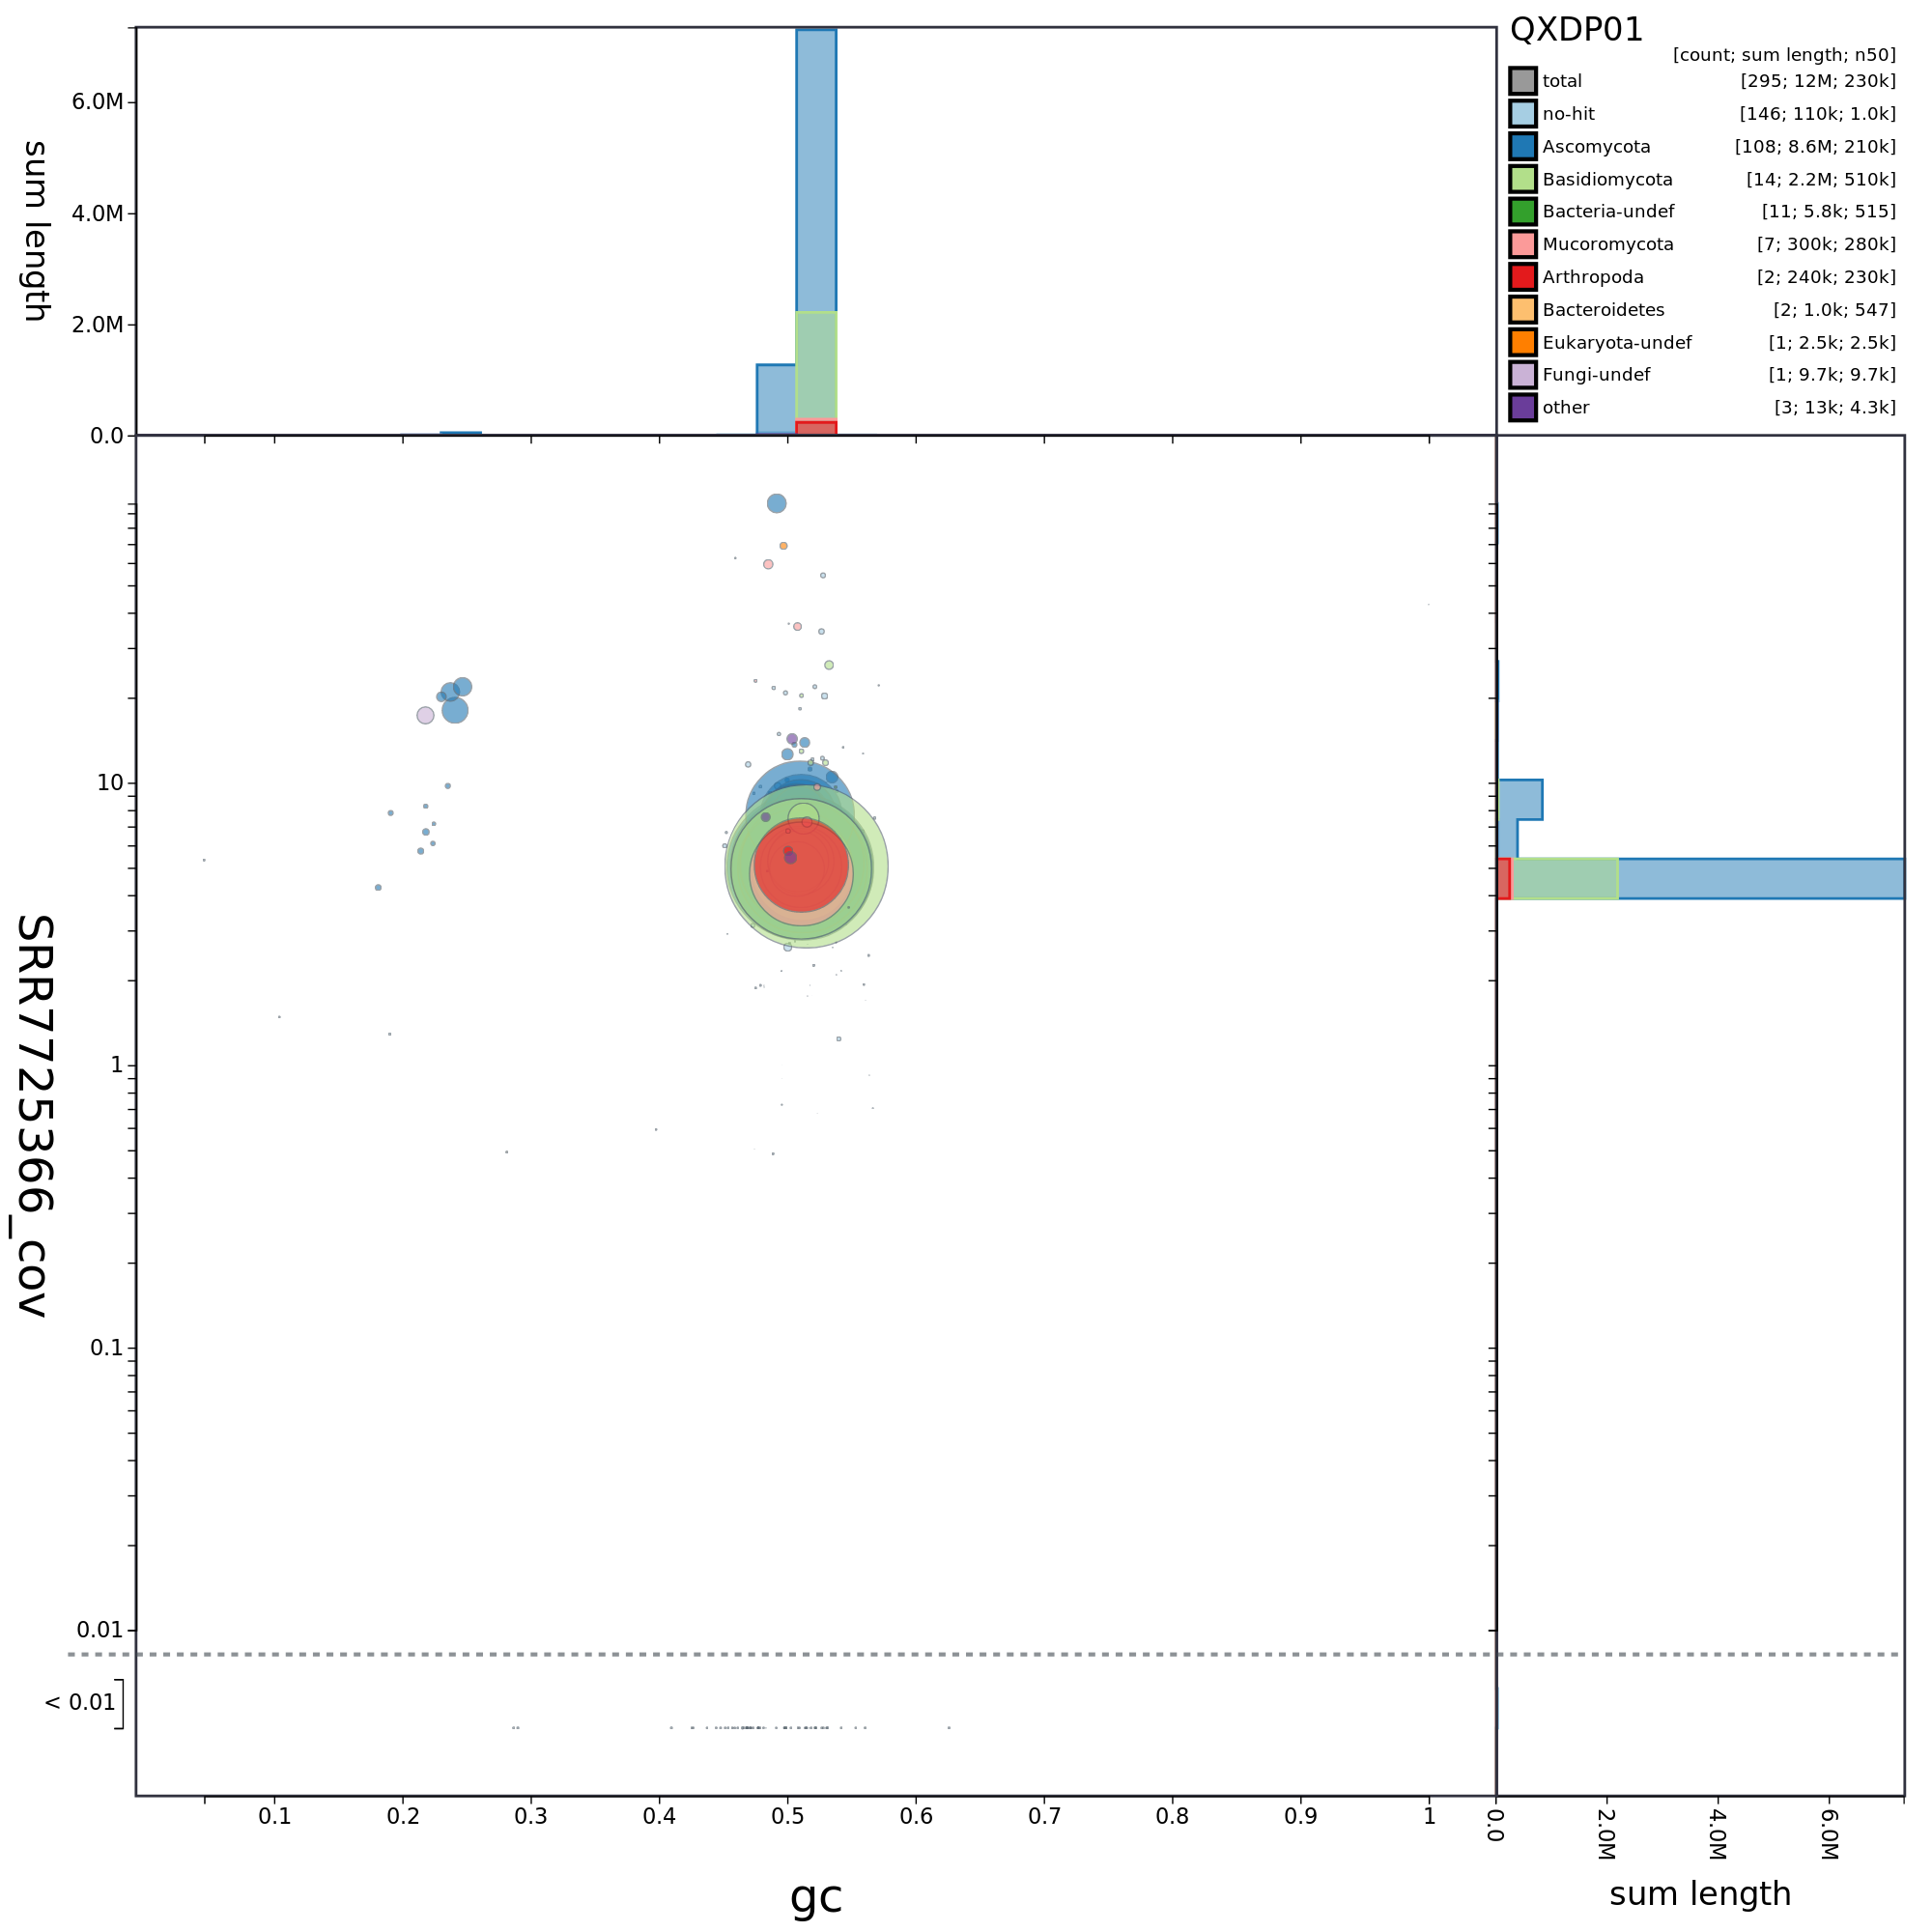 QXDP01
[count; sum length; n50]
total [295; 12M; 230k]
no-hit [146; 110k; 1.0k]
Ascomycota [108; 8.6M; 210k]
Basidiomycota [14; 2.2M; 510k]
Bacteria-undef [11; 5.8k; 515]
Mucoromycota [7; 300k; 280k]
Arthropoda [2; 240k; 230k]
Bacteroidetes [2; 1.0k; 547]
Eukaryota-undef [1; 2.5k; 2.5k]
Fungi-undef [1; 9.7k; 9.7k]
other [3; 13k; 4.3k]
sum length
6.0M
4.0M
2.0M
0.0
SRR7725366_cov
10
1
0.1
0.01
< 0.01
0.1 0.2 0.3 0.4 0.5 0.6 0.7 0.8 0.9 1
gc
0.0 2.0M 4.0M 6.0M
sum length